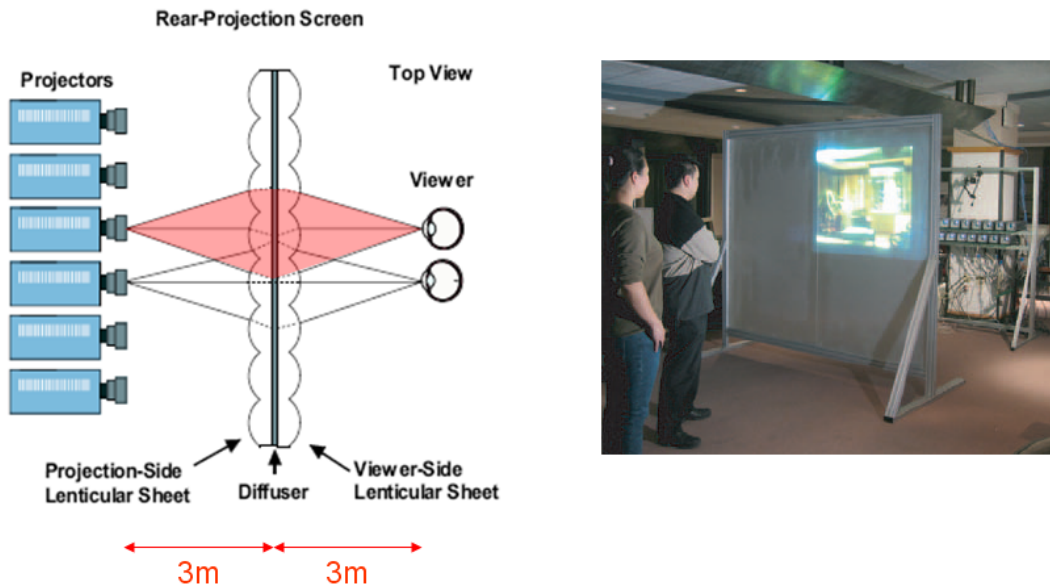 Rear-Projection Screen
Projectors
Top View
Viewer
Projection-Side
Lenticular Sheet
Diffuser
Viewer-Side
Lenticular Sheet
3m
3m